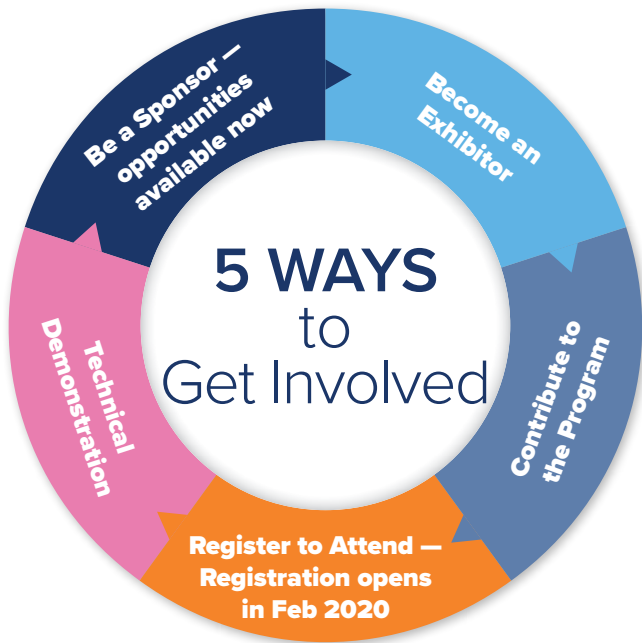 5 WAYS
to
Get Involved
Be a Sponsor —
opportunities
available now
Become an
Exhibitor
Contribute to
the Program
Register to Attend —
Registration opens
in Feb 2020
Technical
Demonstration